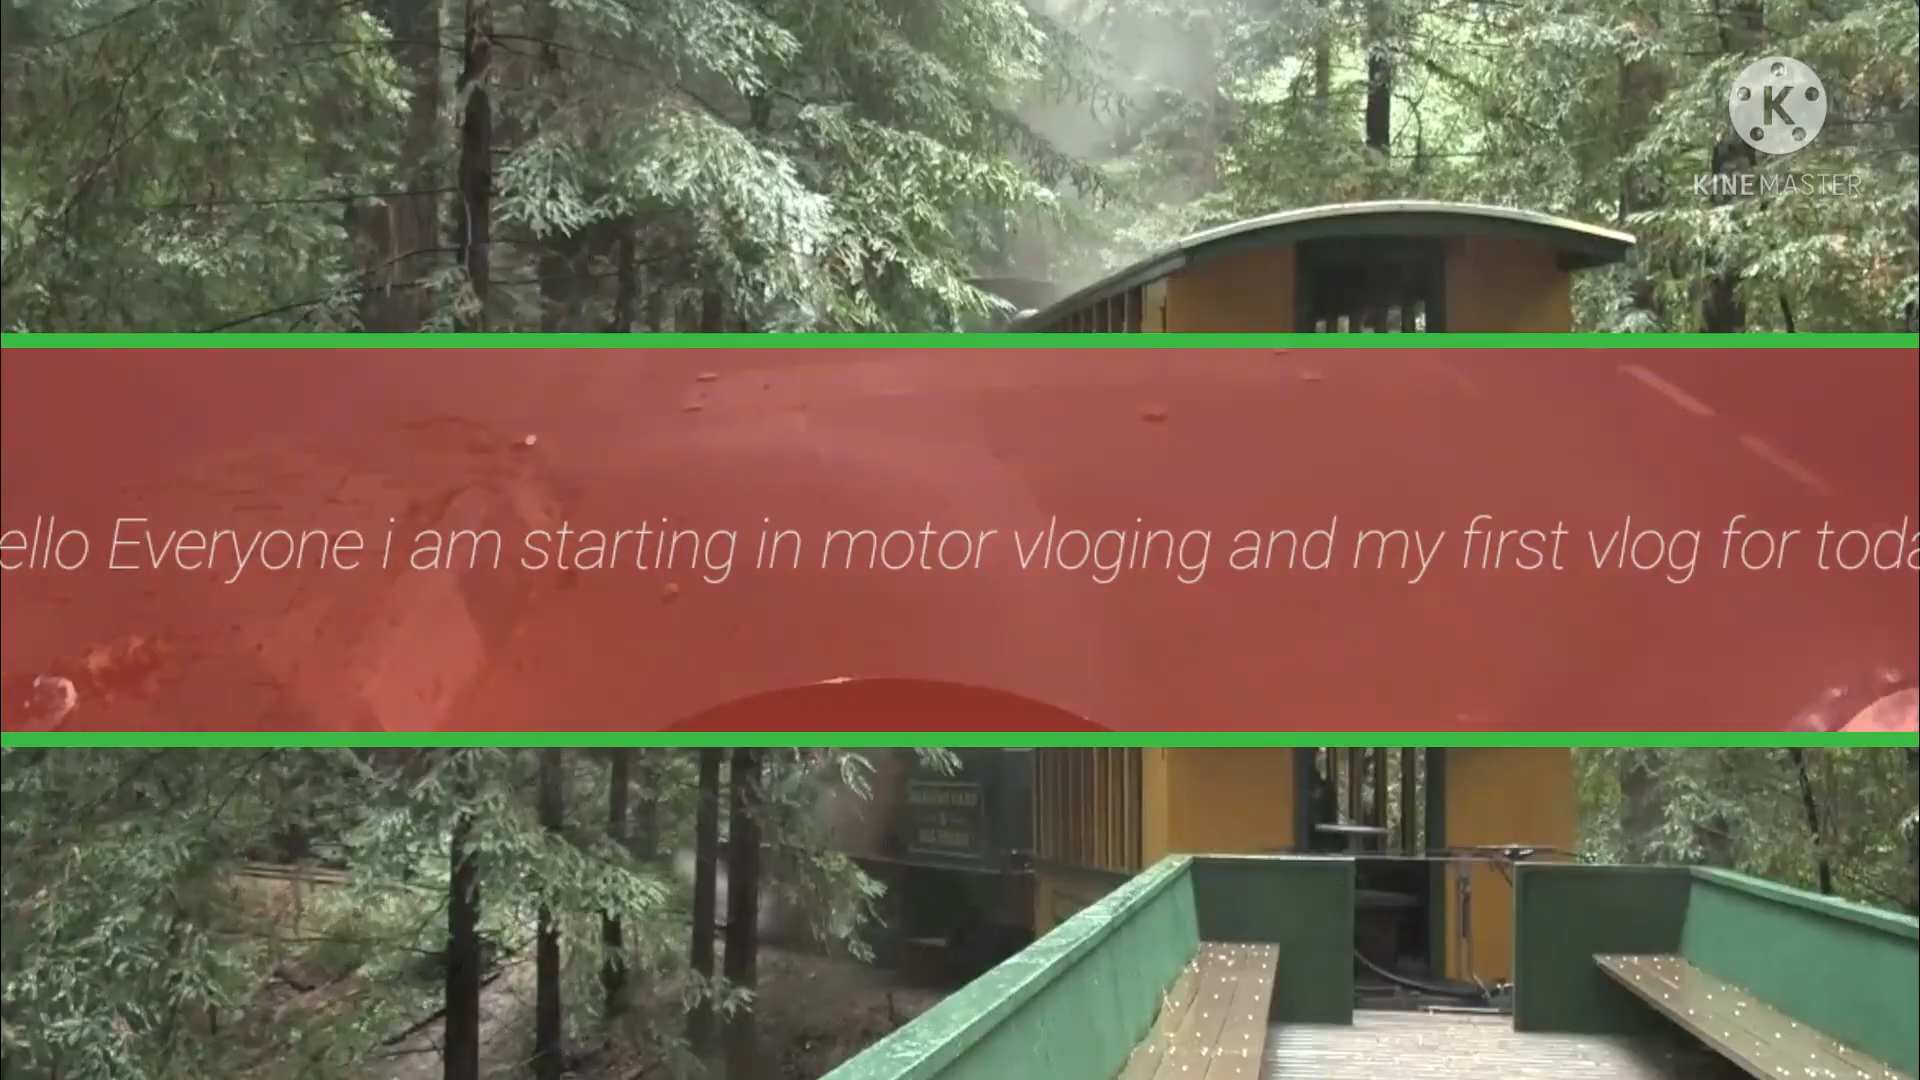 K
KINEMASTER
ello Everyone i am starting in motor vloging and my first vlog for toda